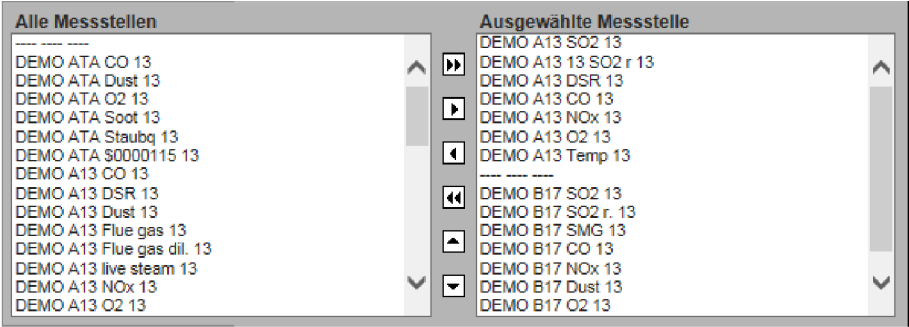 Alle Messstellen
---- ---- ----
DEMO ATA CO 13
DEMO ATA Dust 13
DEMO ATA O2 13
DEMO ATA Soot 13
DEMO ATA Staubq 13
DEMO ATA $0000115 13
DEMO A13 CO 13
DEMO A13 DSR 13
DEMO A13 Dust 13
DEMO A13 Flue gas 13
DEMO A13 Flue gas dil. 13
DEMO A13 live steam 13
DEMO A13 NOx 13
DEMO A13 O2 13
Ausgewählte Messstelle
DEMO A13 SO2 13
DEMO A13 13 SO2 r 13
DEMO A13 DSR 13
DEMO A13 CO 13
DEMO A13 NOx 13
DEMO A13 O2 13
DEMO A13 Temp 13
---- ---- ----
DEMO B17 SO2 13
DEMO B17 SO2 r. 13
DEMO B17 SMG 13
DEMO B17 CO 13
DEMO B17 NOx 13
DEMO B17 Dust 13
DEMO B17 O2 13